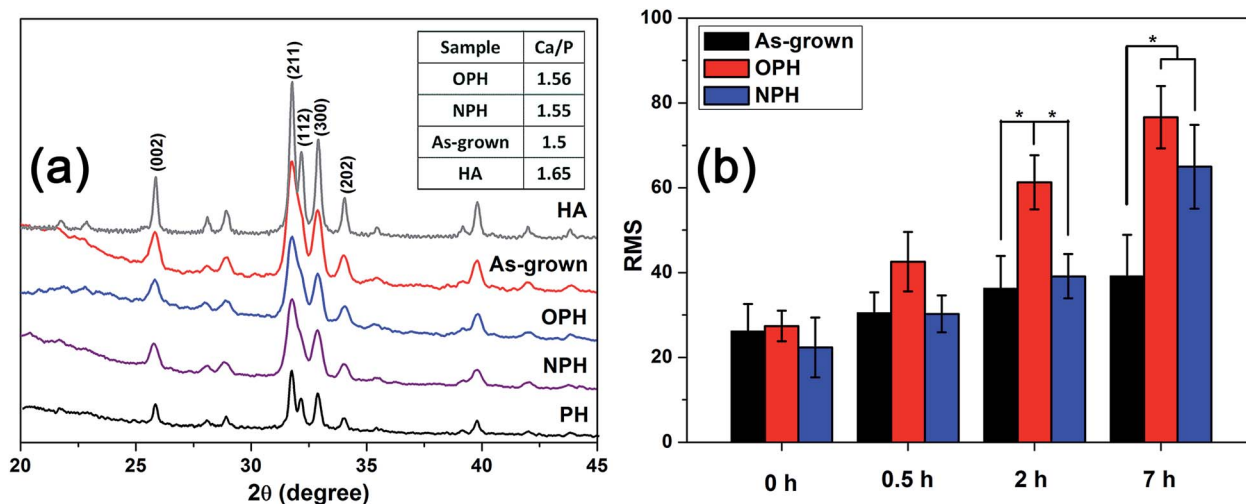 (a)
Sample Ca/P
OPH 1.56
NPH 1.55
As-grown 1.5
HA 1.65
(002)
(211)
(112)
(300)
(202)
HA
As-grown
OPH
NPH
PH
20 25 30 35 40 45
2θ (degree)
(b)
100
80
60
40
20
0
RMS
As-grown
OPH
NPH
* *
*
0 h 0.5 h 2 h 7 h